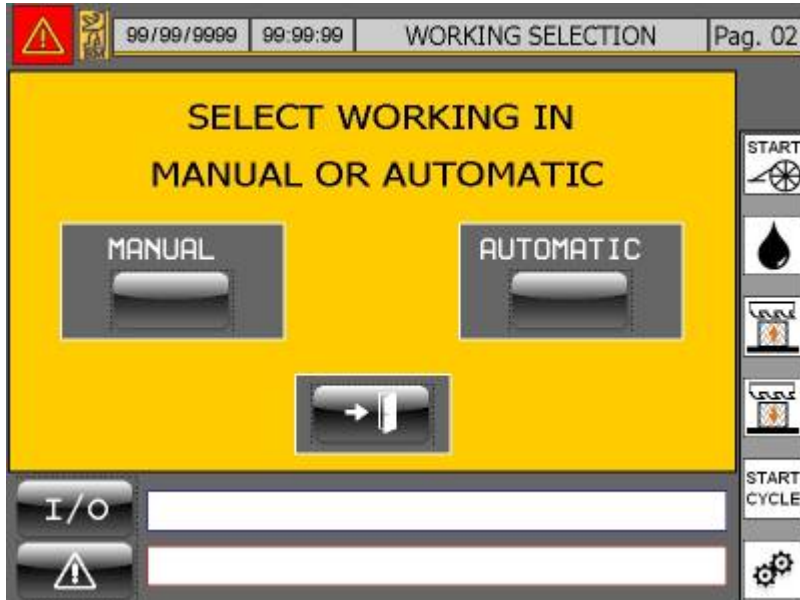 99/99/9999 99:99:99 WORKING SELECTION Pag. 02
SELECT WORKING IN
MANUAL OR AUTOMATIC
MANUAL AUTOMATIC
START
START
CYCLE
I/O